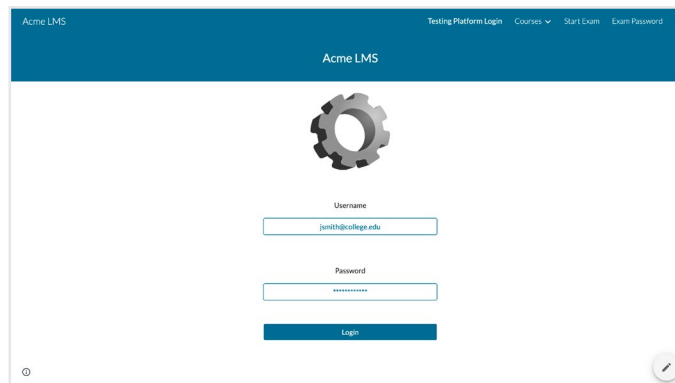 Acme LMS
Testing Platform Login Courses Start Exam Exam Password
Acme LMS
Username
jsmith@college.edu
Password
************
Login